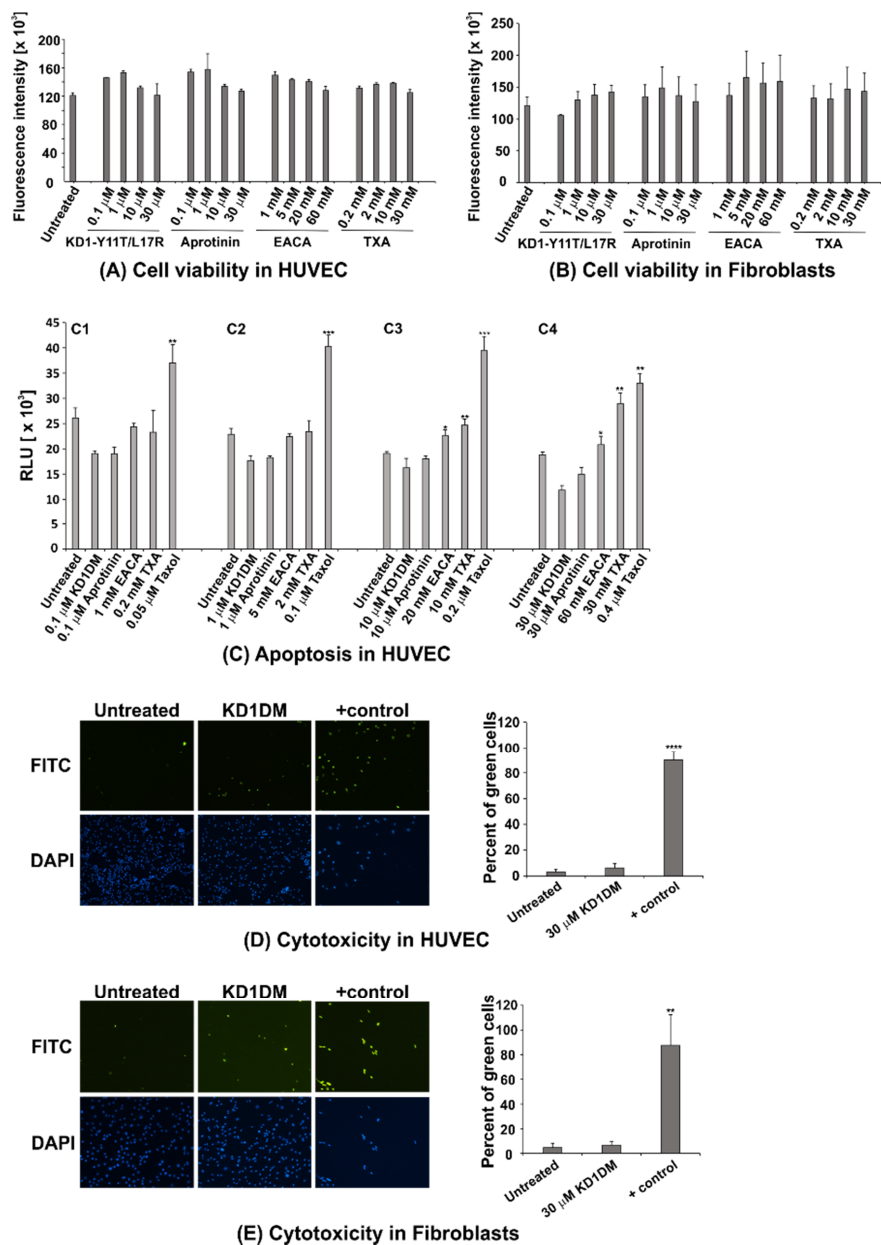 Fluorescence intensity [x 10³]
200
160
120
80
40
0
Untreated
0.1 μM
1 μM
10 μM
30 μM
0.1 μM
1 μM
10 μM
30 μM
1 mM
5 mM
20 mM
60 mM
0.2 mM
2 mM
10 mM
30 mM
KD1-Y11T/L17R
Aprotinin
EACA
TXA
(A) Cell viability in HUVEC
Fluorescence intensity [x 10³]
250
200
150
100
50
0
Untreated
0.1 μM
1 μM
10 μM
30 μM
0.1 μM
1 μM
10 μM
30 μM
1 mM
5 mM
20 mM
60 mM
0.2 mM
2 mM
10 mM
30 mM
KD1-Y11T/L17R
Aprotinin
EACA
TXA
(B) Cell viability in Fibroblasts
RLU [ x 10³]
45
40
35
30
25
20
15
10
5
0
C1
**
Untreated
0.1 μM KD1DM
0.1 μM Aprotinin
1 mM EACA
0.2 mM TXA
0.05 μM Taxol
C2
***
Untreated
1 μM KD1DM
1 μM Aprotinin
5 mM EACA
2 mM TXA
0.1 μM Taxol
C3
*
**
***
Untreated
10 μM KD1DM
10 μM Aprotinin
20 mM EACA
10 mM TXA
0.2 μM Taxol
C4
*
**
**
Untreated
30 μM KD1DM
30 μM Aprotinin
60 mM EACA
30 mM TXA
0.4 μM Taxol
(C) Apoptosis in HUVEC
Untreated KD1DM +control
FITC
DAPI
Percent of green cells
120
100
80
60
40
20
0
****
Untreated
30 μM KD1DM
+ control
(D) Cytotoxicity in HUVEC
Untreated KD1DM +control
FITC
DAPI
Percent of green cells
120
100
80
60
40
20
0
**
Untreated
30 μM KD1DM
+ control
(E) Cytotoxicity in Fibroblasts